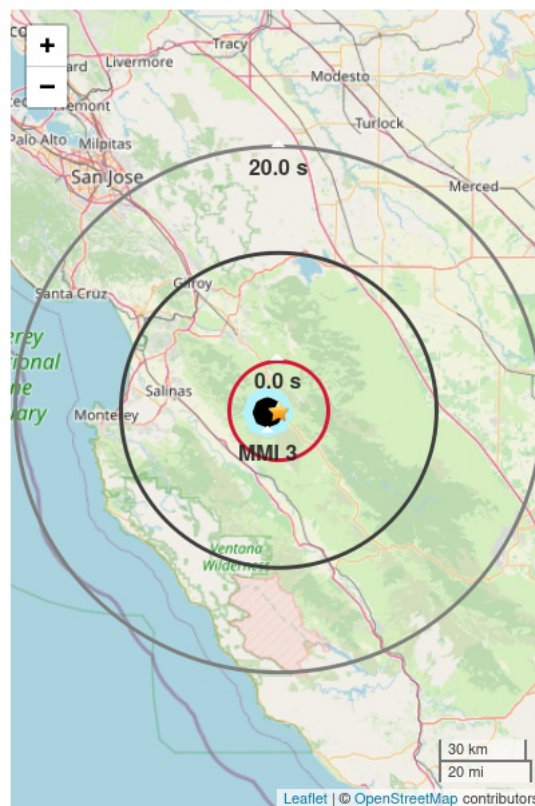 +
−
Tracy
Livermore
Modesto
Turlock
Palo Alto
Milpitas
San Jose
20.0 s
Merced
Gilroy
Santa Cruz
0.0 s
Salinas
Monterey
MMI 3
Ventana
Wilderness
30 km
20 mi
Leaflet | © OpenStreetMap contributors